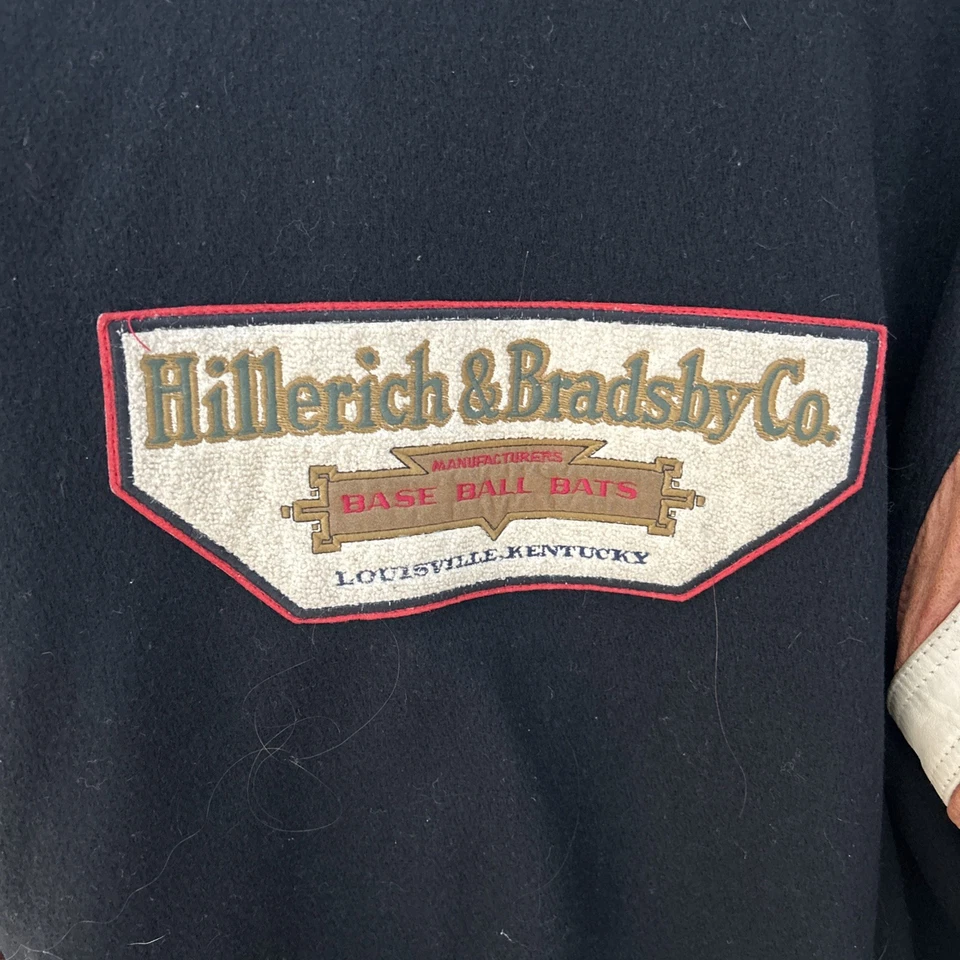 Hillerich & Bradsby Co.
MANUFACTURERS
BASE BALL BATS
LOUISVILLE, KENTUCKY